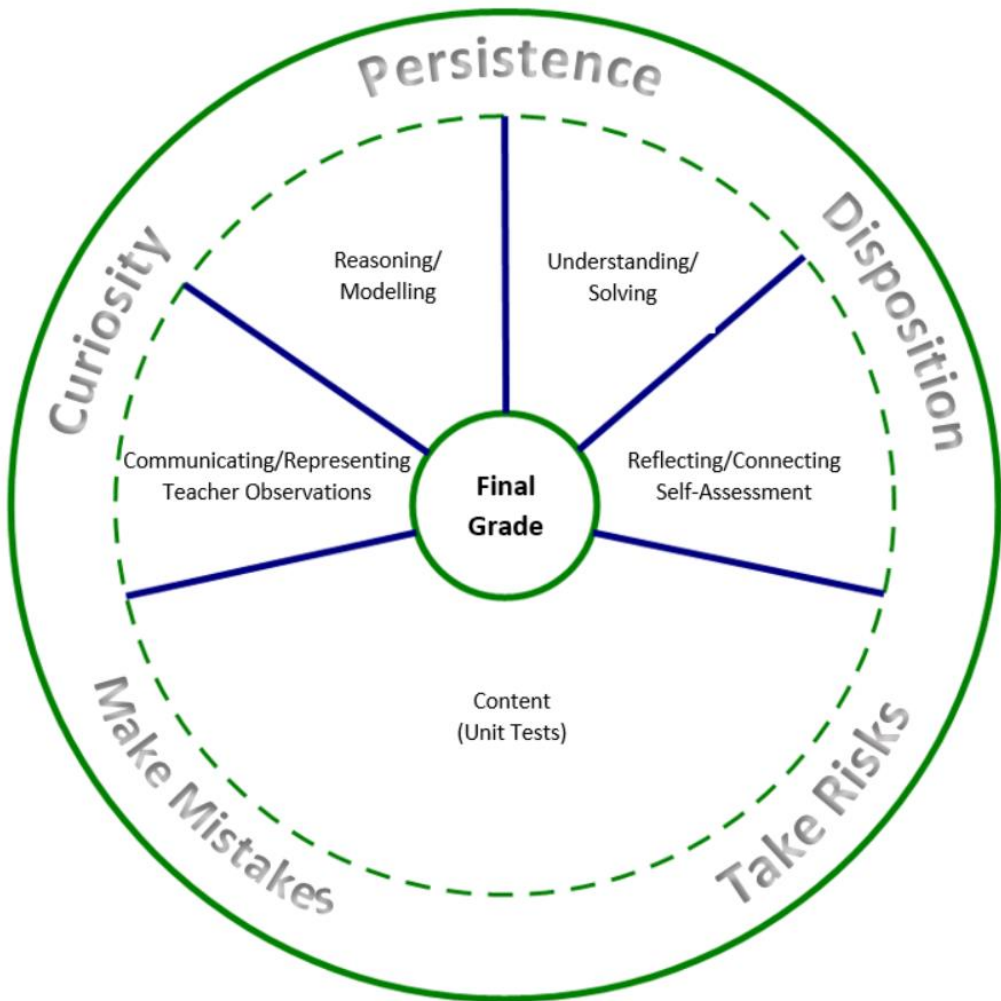 Persistence
Curiosity
Disposition
Reasoning/
Modelling
Understanding/
Solving
Communicating/Representing
Teacher Observations
Final
Grade
Reflecting/Connecting
Self-Assessment
Content
(Unit Tests)
Make Mistakes
Take Risks